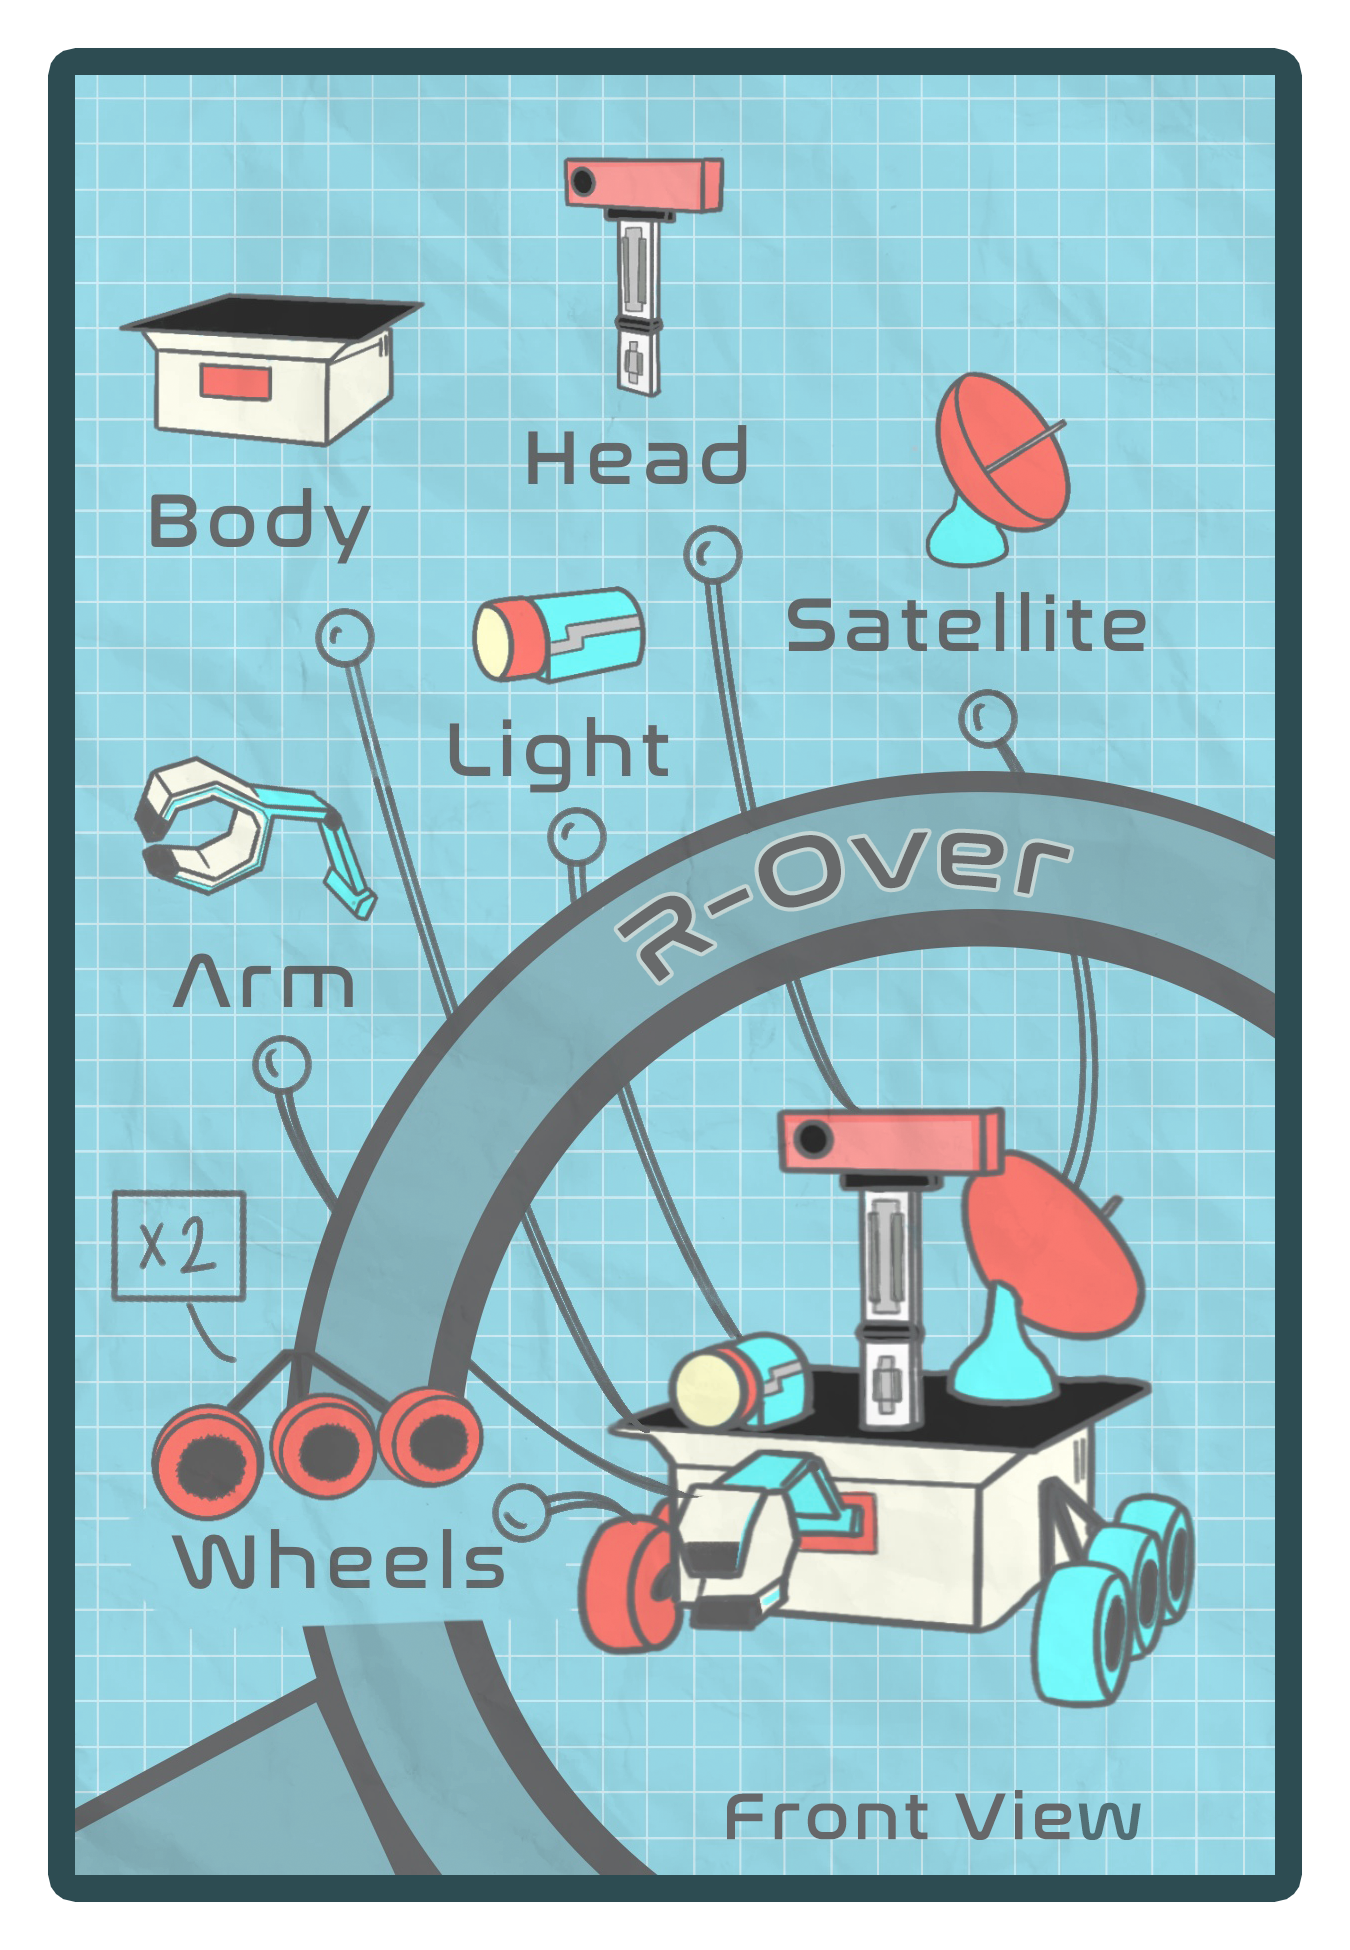 Head
Body
Satellite
Light
R-Over
Arm
x2
Wheels
Front View